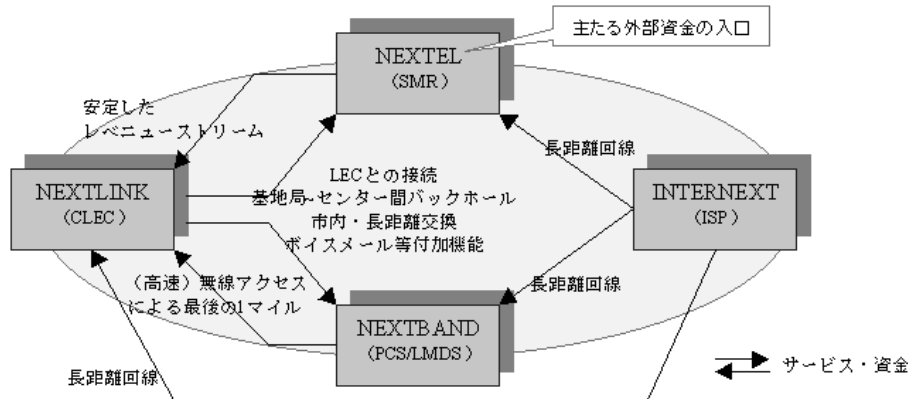 主たる外部資金の入口
NEXTEL
(SMR)
安定した
レベニューストリーム
長距離回線
NEXTLINK
(CLEC)
LECとの接続
基地局~センター間バックホール
市内・長距離交換
ボイスメール等付加機能
INTERNEXT
(ISP)
(高速)無線アクセス
による最後の1マイル
長距離回線
NEXTBAND
(PCS/LMDS)
長距離回線
サービス・資金